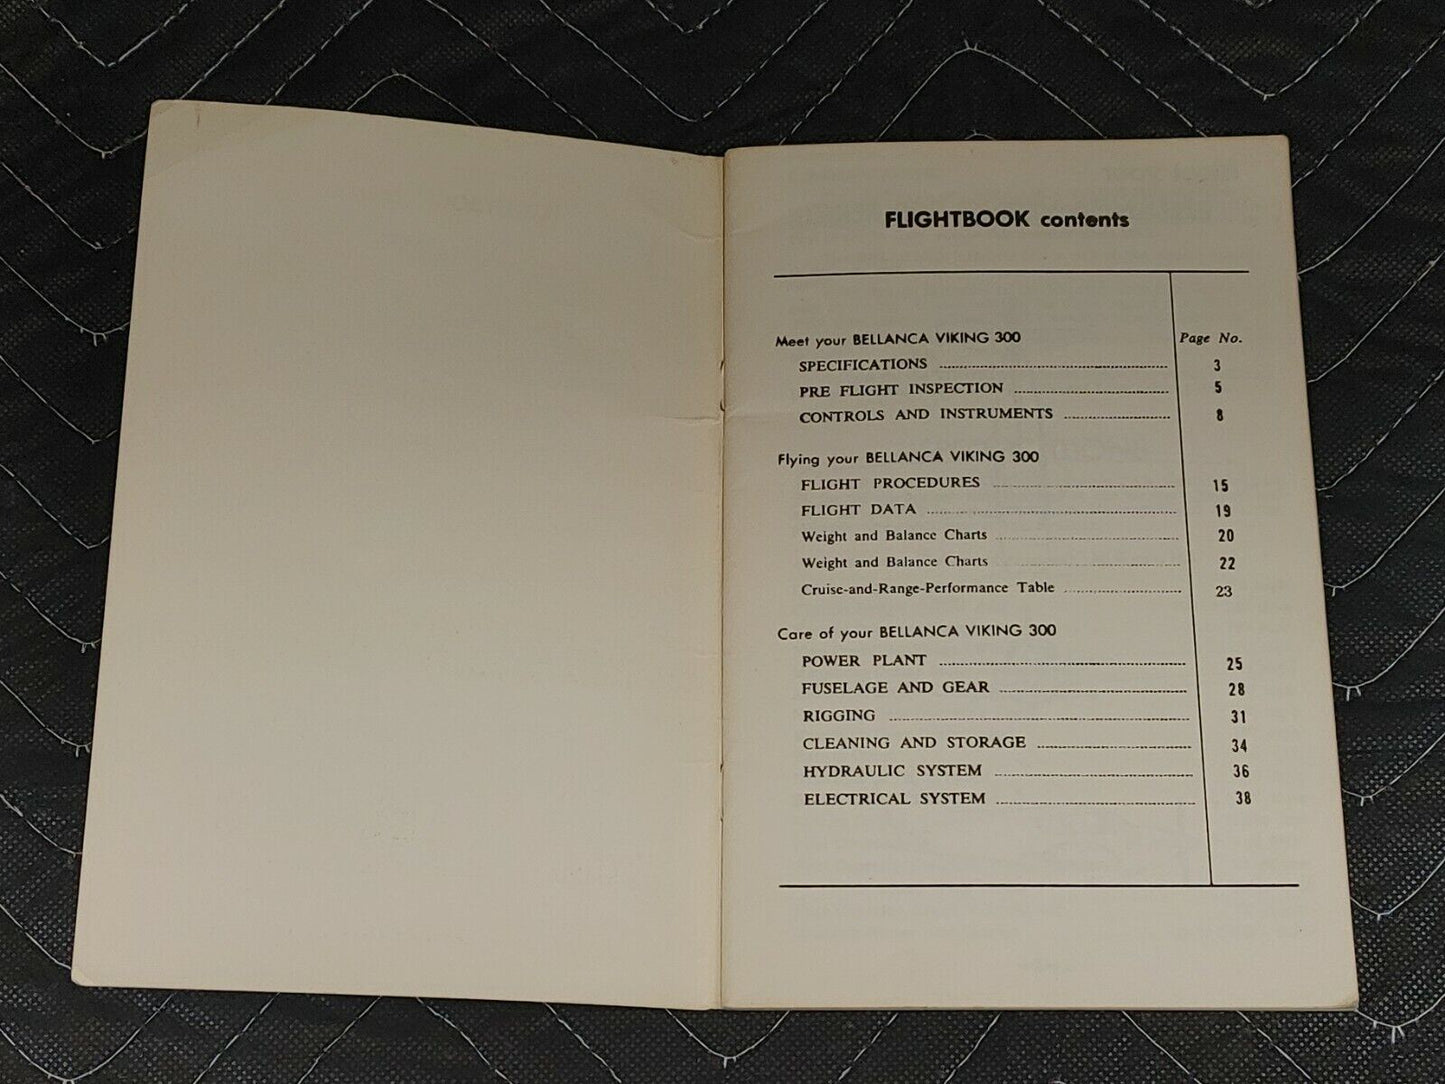 FLIGHTBOOK contents
Page No.
Meet your BELLANCA VIKING 300
SPECIFICATIONS 3
PRE FLIGHT INSPECTION 5
CONTROLS AND INSTRUMENTS 8
Flying your BELLANCA VIKING 300
FLIGHT PROCEDURES 15
FLIGHT DATA 19
Weight and Balance Charts 20
Weight and Balance Charts 22
Cruise-and-Range-Performance Table 23
Care of your BELLANCA VIKING 300
POWER PLANT 25
FUSELAGE AND GEAR 28
RIGGING 31
CLEANING AND STORAGE 34
HYDRAULIC SYSTEM 36
ELECTRICAL SYSTEM 38